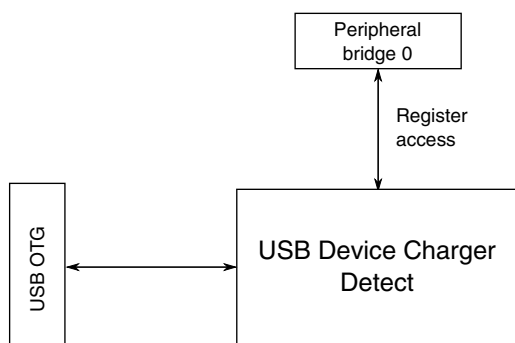 Peripheral
bridge 0
Register
access
USB OTG
USB Device Charger
Detect